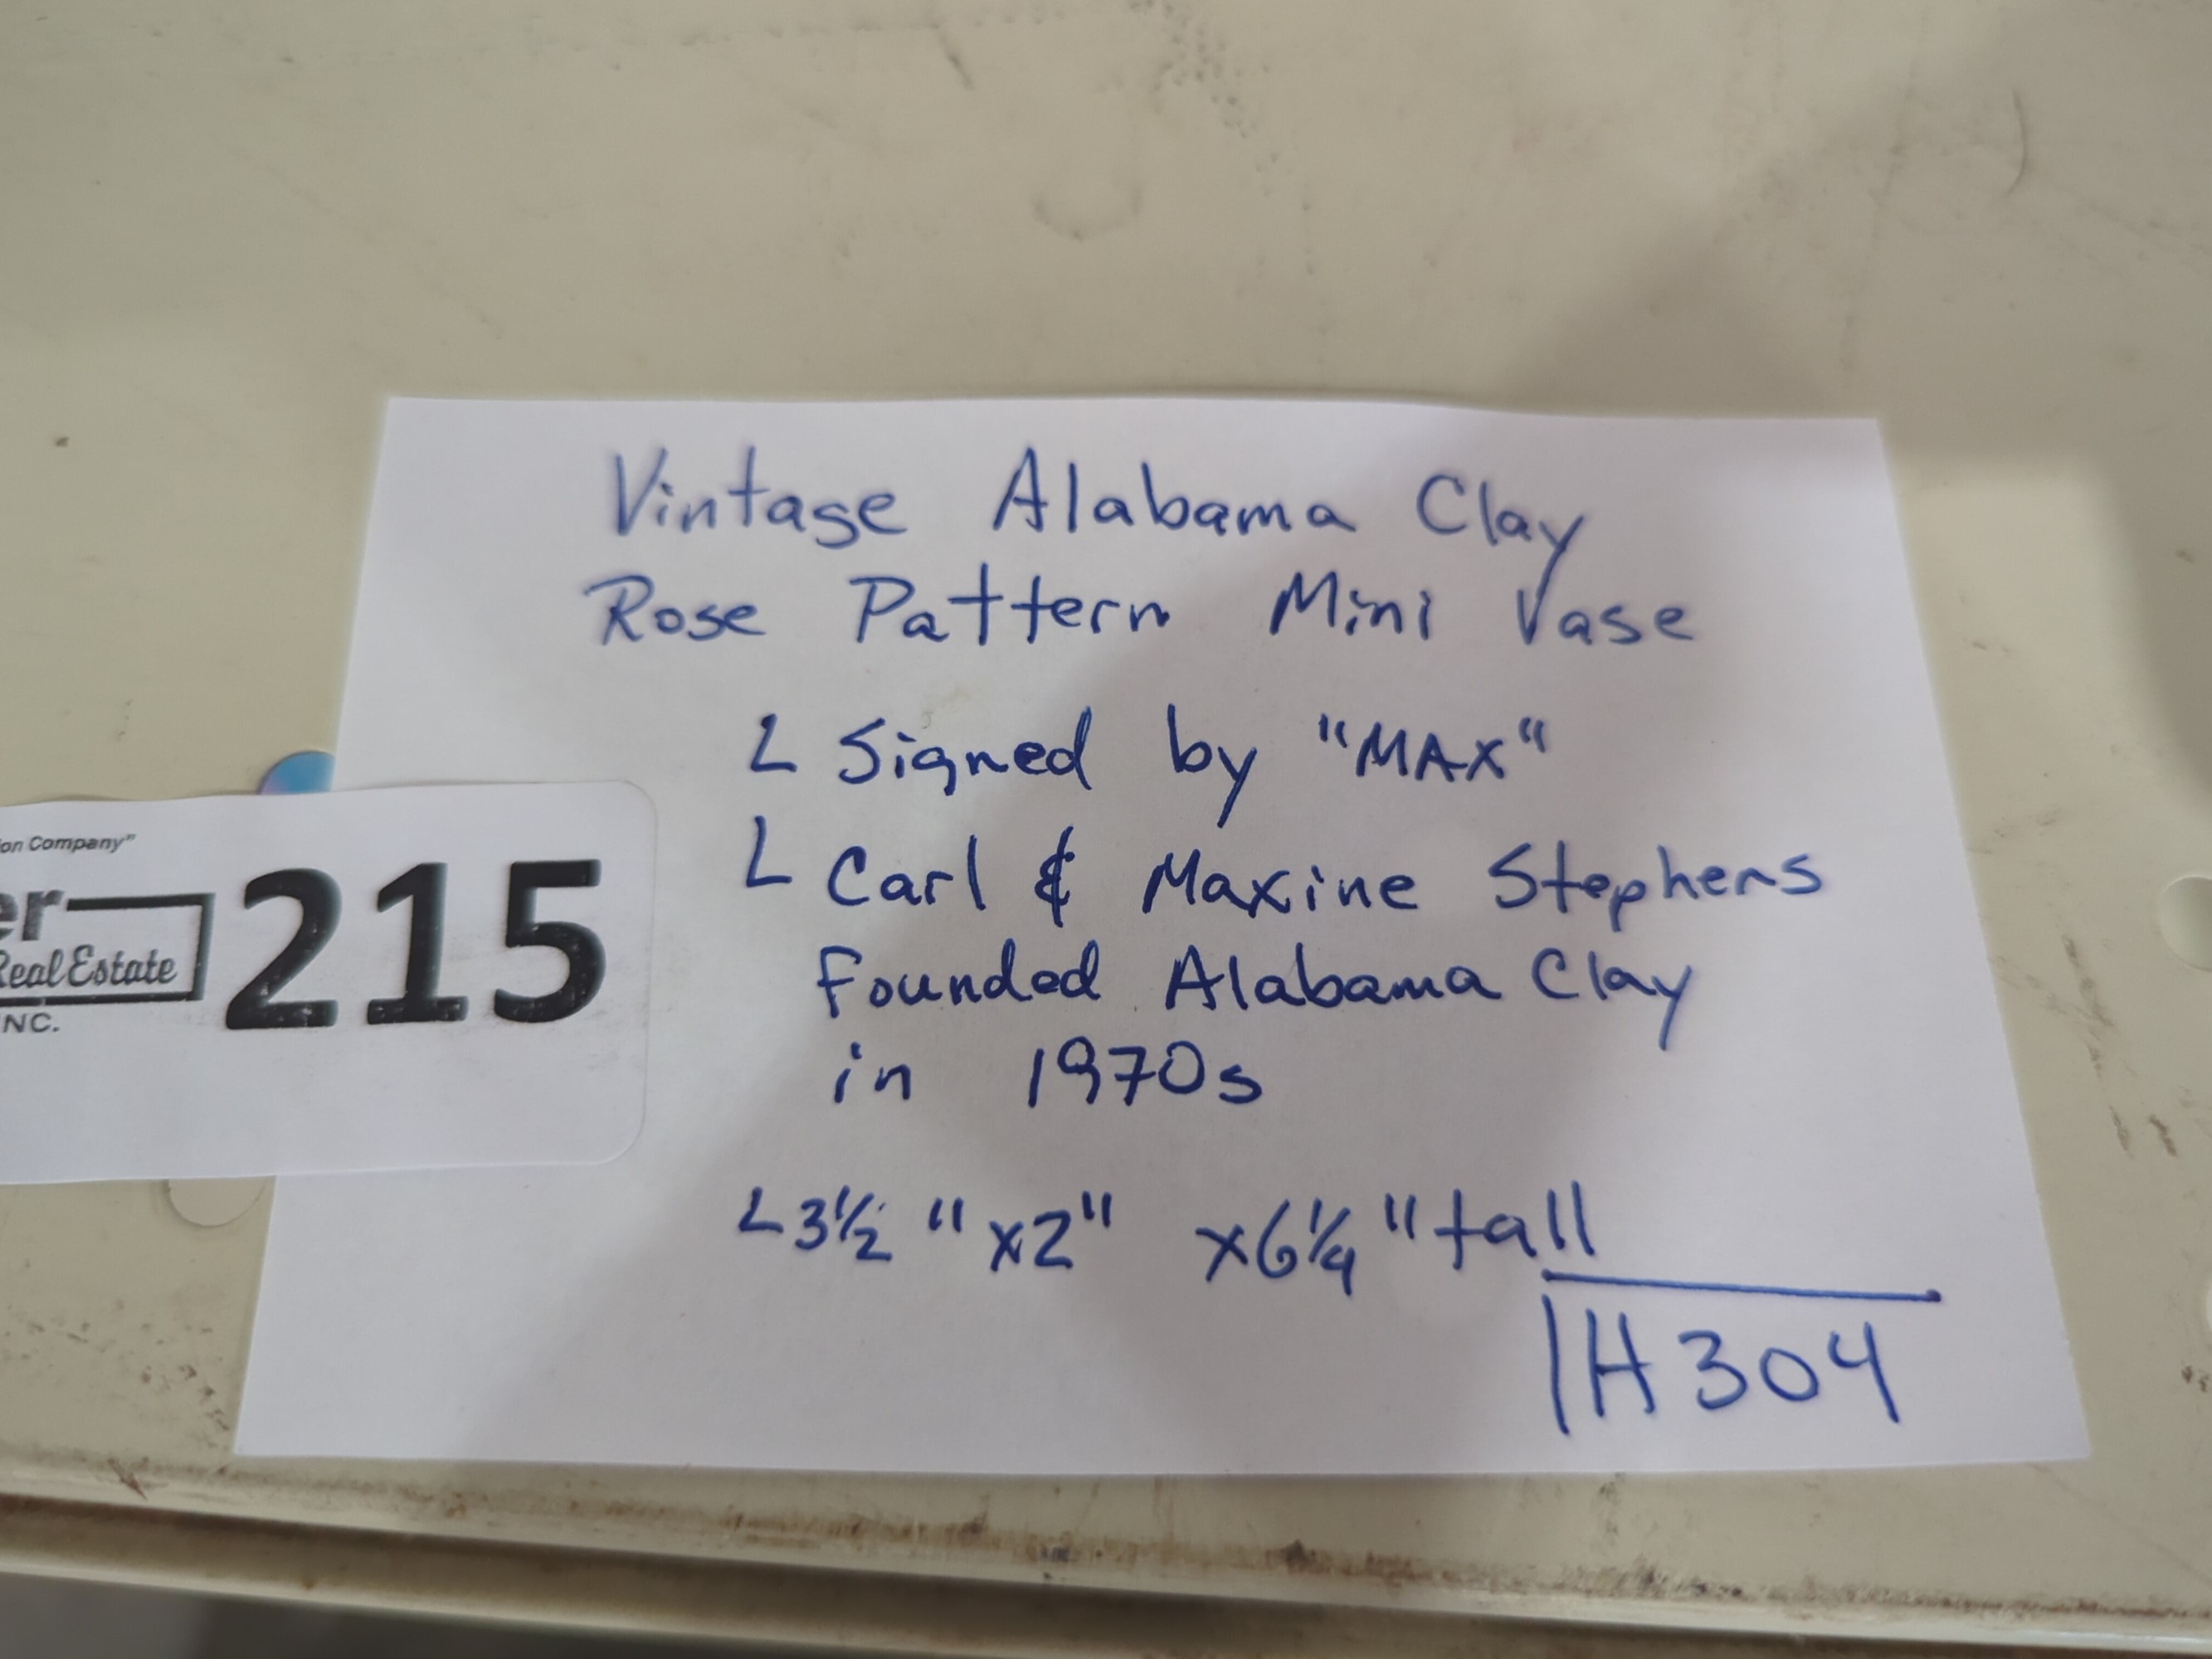 Vintage Alabama Clay
Rose Pattern Mini Vase
L Signed by "MAX"
L Carl & Maxine Stephens
Founded Alabama Clay
in 1970s
L 3½" x2" x6¼" tall
H304
Company"
Real Estate
215